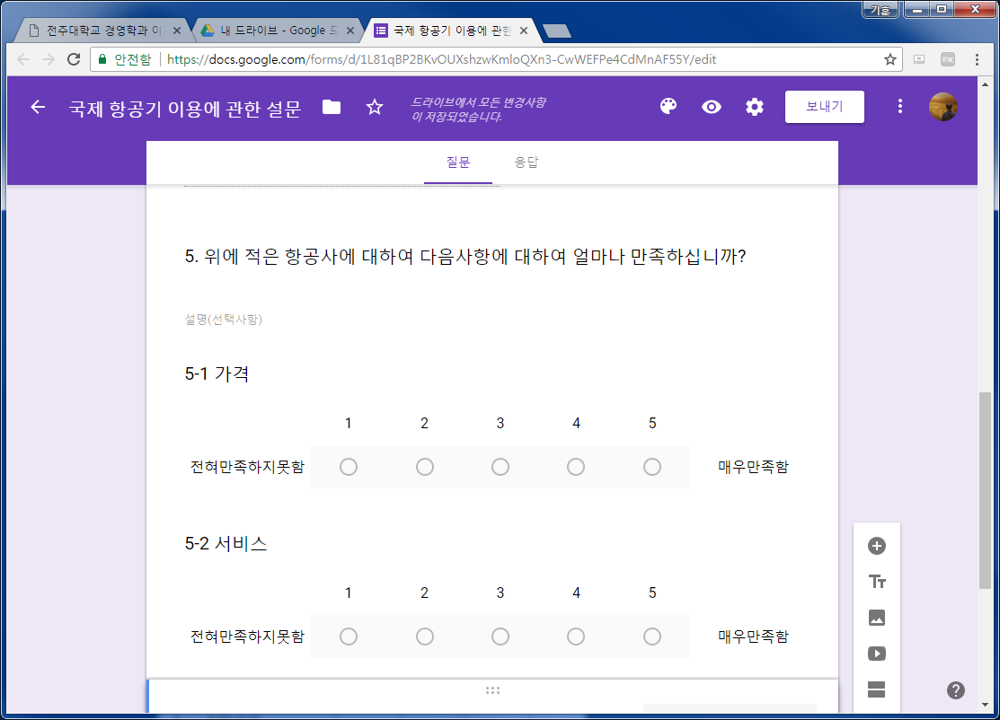 기훈
전주대학교 경영학과 이
내 드라이브 - Google 드
국제 항공기 이용에 관한
안전함
https://docs.google.com/forms/d/1L81qBP2BKvOUXshzwKmloQXn3-CwWEFPe4CdMnAF55Y/edit
국제 항공기 이용에 관한 설문
드라이브에서 모든 변경사항
이 저장되었습니다.
보내기
질문 응답
5. 위에 적은 항공사에 대하여 다음사항에 대하여 얼마나 만족하십니까?
설명(선택사항)
5-1 가격
1 2 3 4 5
전혀만족하지못함 매우만족함
5-2 서비스
1 2 3 4 5
전혀만족하지못함 매우만족함